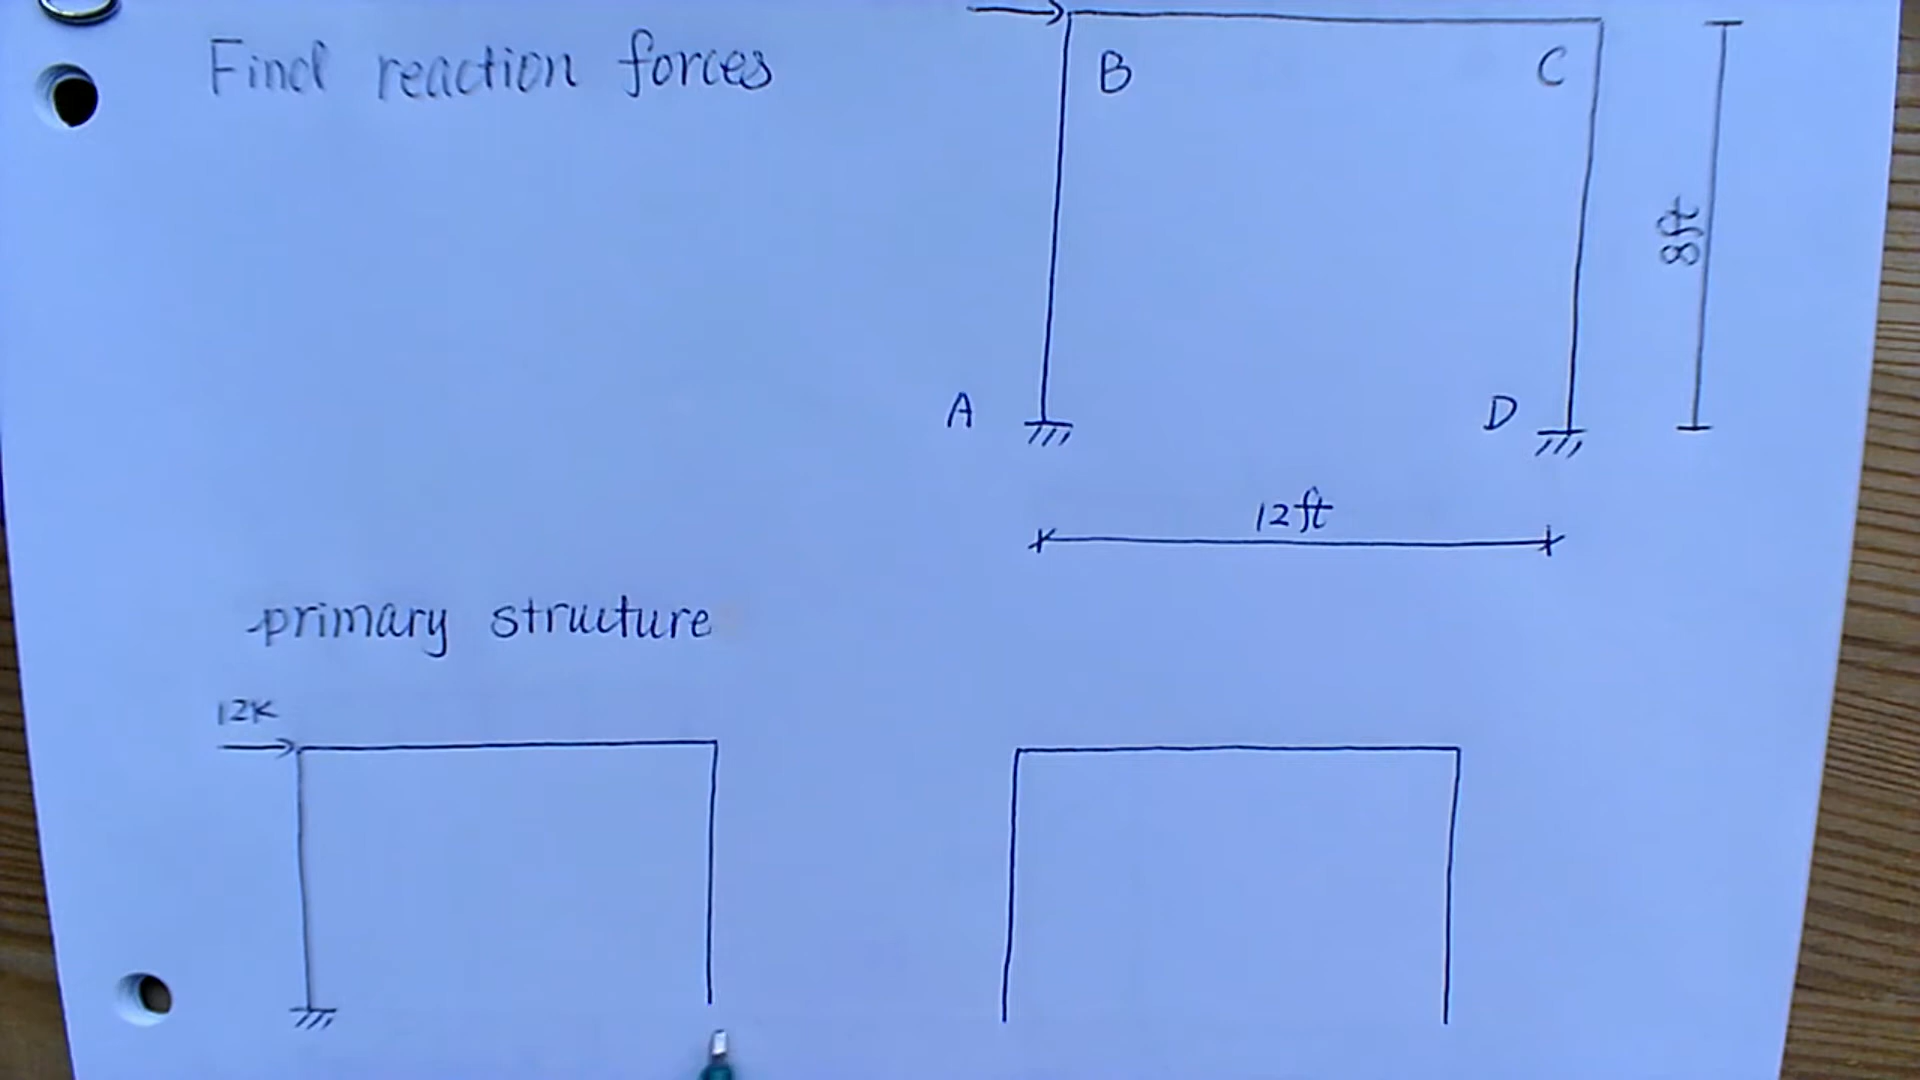 Find reaction forces
B
C
8ft
A
D
12ft
primary structure
12K